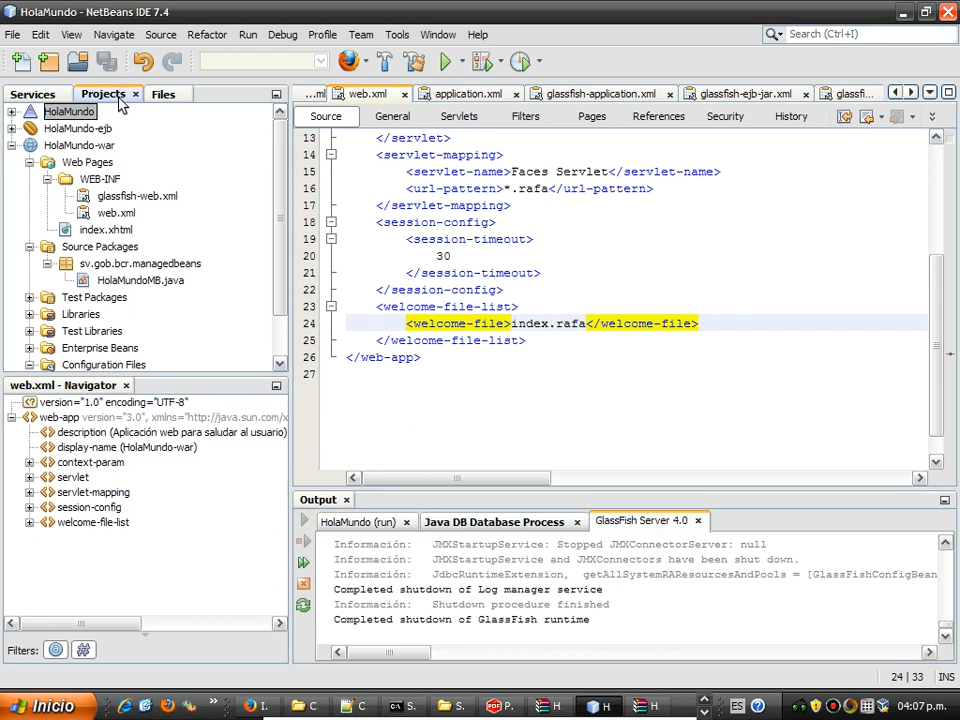 HolaMundo - NetBeans IDE 7.4
File Edit View Navigate Source Refactor Run Debug Profile Team Tools Window Help
Search (Ctrl+I)
Services Projects Files
HolaMundo
HolaMundo-ejb
HolaMundo-war
Web Pages
WEB-INF
glassfish-web.xml
web.xml
index.xhtml
Source Packages
sv.gob.bcr.managedbeans
HolaMundoMB.java
Test Packages
Libraries
Test Libraries
Enterprise Beans
Configuration Files
web.xml - Navigator
version="1.0" encoding="UTF-8"
web-app version="3.0", xmlns="http://java.sun.com/x
description (Aplicación web para saludar al usuario)
display-name (HolaMundo-war)
context-param
servlet
servlet-mapping
session-config
welcome-file-list
Filters:
...ml web.xml application.xml glassfish-application.xml glassfish-ejb-jar.xml glassfi...
Source General Servlets Filters Pages References Security History
13 </servlet>
14 <servlet-mapping>
15 <servlet-name>Faces Servlet</servlet-name>
16 <url-pattern>*.rafa</url-pattern>
17 </servlet-mapping>
18 <session-config>
19 <session-timeout>
20 30
21 </session-timeout>
22 </session-config>
23 <welcome-file-list>
24 <welcome-file>index.rafa</welcome-file>
25 </welcome-file-list>
26 </web-app>
27
Output
HolaMundo (run) Java DB Database Process GlassFish Server 4.0
Información: JMXStartupService: Stopped JMXConnectorServer: null
Información: JMXStartupService and JMXConnectors have been shut down.
Información: JdbcRuntimeExtension, getAllSystemRAResourcesAndPools = [GlassFishConfigBean
Completed shutdown of Log manager service
Información: Shutdown procedure finished
Completed shutdown of GlassFish runtime
24 | 33 INS
Inicio » I... C C C:\S... S... P... H H H ES 04:07 p.m.